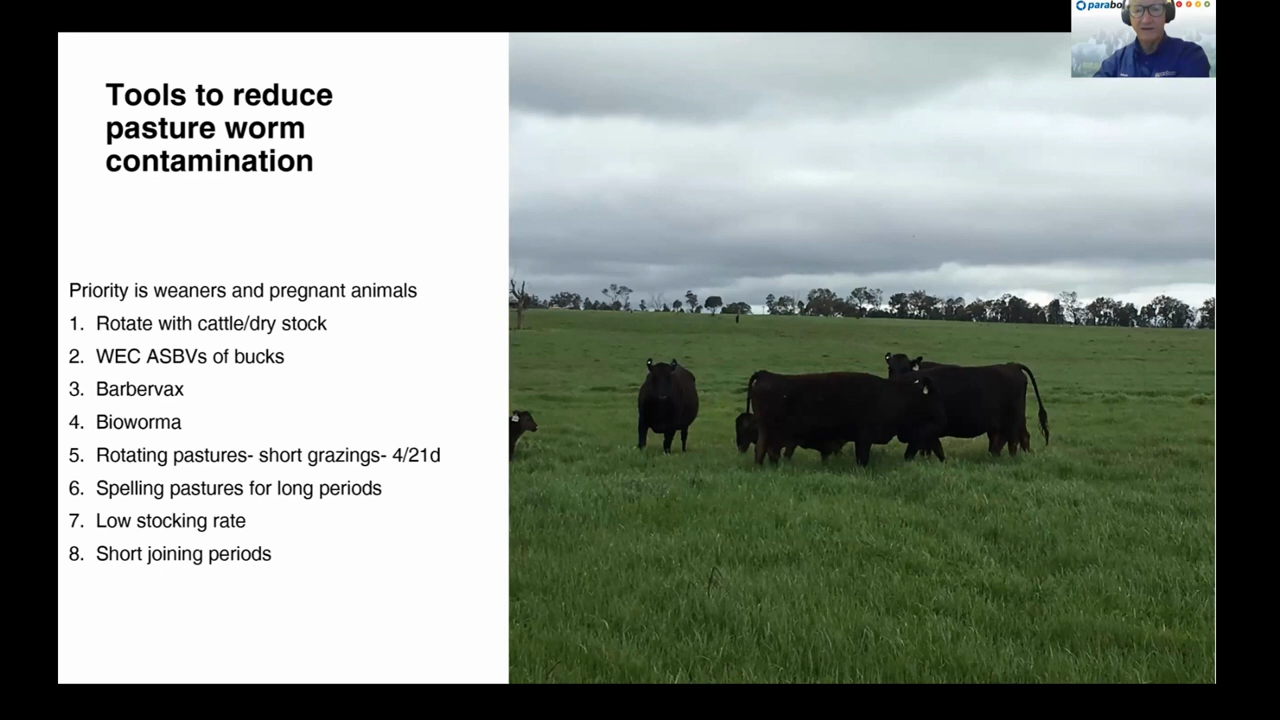 Tools to reduce
pasture worm
contamination
Priority is weaners and pregnant animals
1. Rotate with cattle/dry stock
2. WEC ASBVs of bucks
3. Barbervax
4. Bioworma
5. Rotating pastures- short grazings- 4/21d
6. Spelling pastures for long periods
7. Low stocking rate
8. Short joining periods